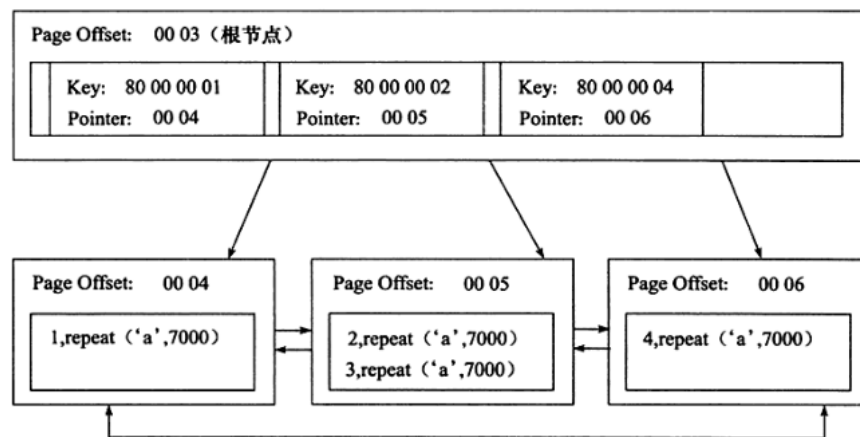 Page Offset: 00 03（根节点）
Key: 80 00 00 01
Pointer: 00 04
Key: 80 00 00 02
Pointer: 00 05
Key: 80 00 00 04
Pointer: 00 06
Page Offset: 00 04
1,repeat（‘a’,7000）
Page Offset: 00 05
2,repeat（‘a’,7000）
3,repeat（‘a’,7000）
Page Offset: 00 06
4,repeat（‘a’,7000）